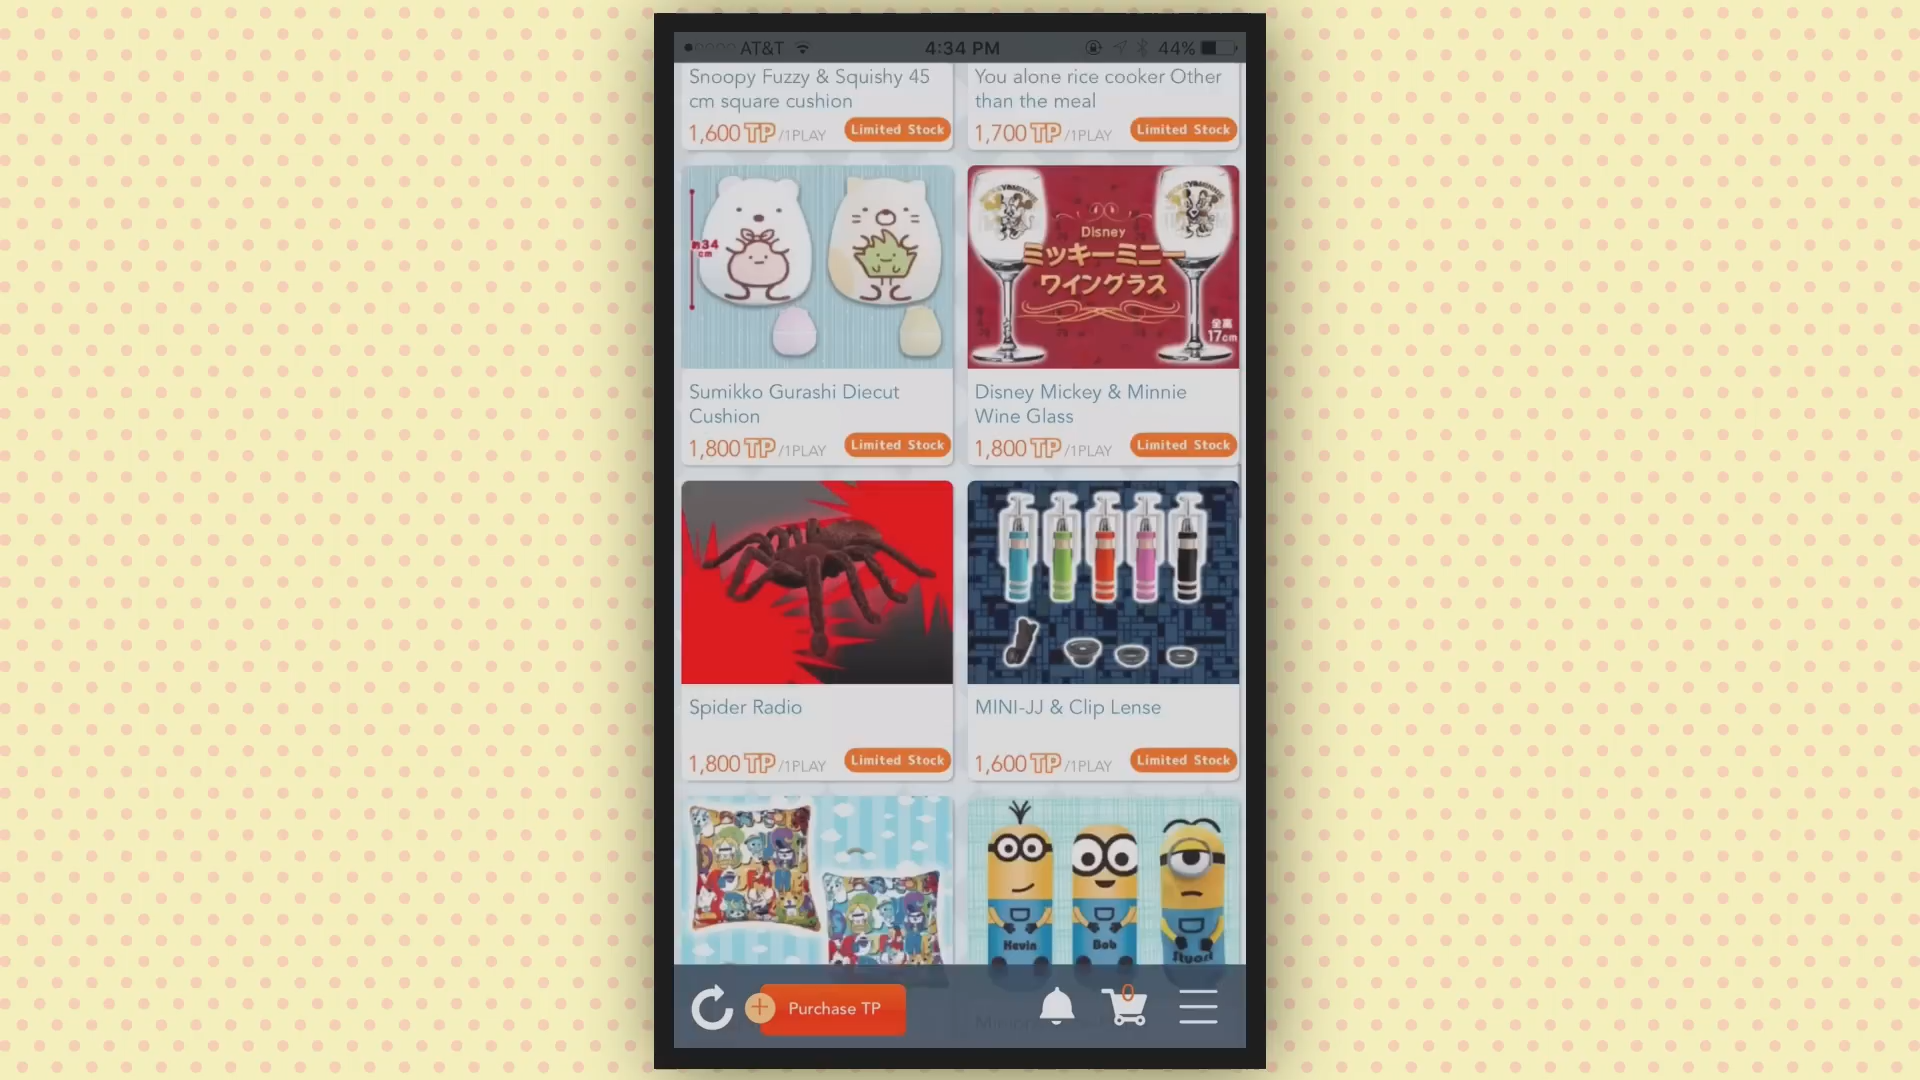 AT&T 4:34 PM 44%
Snoopy Fuzzy & Squishy 45
cm square cushion
1,600 TP /1PLAY Limited Stock
You alone rice cooker Other
than the meal
1,700 TP /1PLAY Limited Stock
約34
cm
Sumikko Gurashi Diecut
Cushion
1,800 TP /1PLAY Limited Stock
Disney
ミッキーミニー
ワイングラス
全高
17cm
Disney Mickey & Minnie
Wine Glass
1,800 TP /1PLAY Limited Stock
Spider Radio
1,800 TP /1PLAY Limited Stock
MINI-JJ & Clip Lense
1,600 TP /1PLAY Limited Stock
Kevin
Bob
Stuart
Purchase TP
0